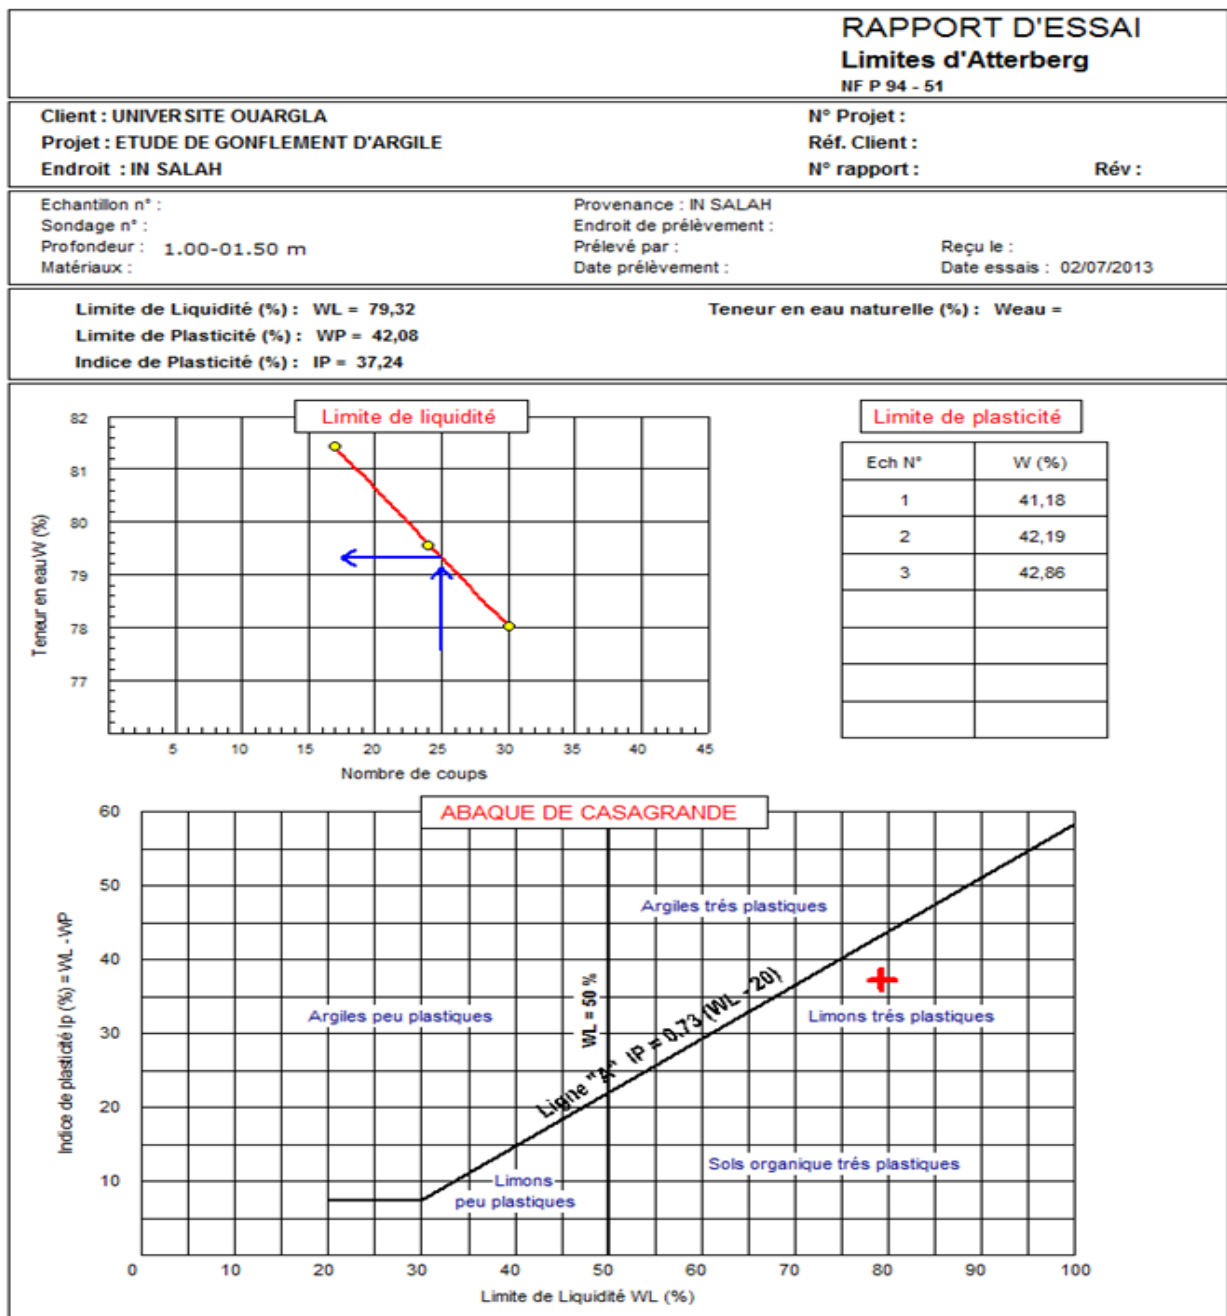 RAPPORT D'ESSAI
Limites d'Atterberg
NF P 94 - 51
Client : UNIVERSITE OUARGLA
N° Projet :
Projet : ETUDE DE GONFLEMENT D'ARGILE
Réf. Client :
Endroit : IN SALAH
N° rapport : Rév :
Echantillon n° :
Provenance : IN SALAH
Sondage n° :
Endroit de prélèvement :
Profondeur : 1.00-01.50 m
Prélevé par :
Reçu le :
Matériaux :
Date prélèvement :
Date essais : 02/07/2013
Limite de Liquidité (%) : WL = 79,32
Teneur en eau naturelle (%) : Weau =
Limite de Plasticité (%) : WP = 42,08
Indice de Plasticité (%) : IP = 37,24
Limite de liquidité
82
81
80
79
78
77
Teneur en eau W (%)
5 10 15 20 25 30 35 40 45
Nombre de coups
Limite de plasticité
Ech N° W (%)
1 41,18
2 42,19
3 42,86
ABAQUE DE CASAGRANDE
60
50
40
30
20
10
Indice de plasticité Ip (%) = WL - WP
Argiles trés plastiques
Argiles peu plastiques
WL = 50 %
Ligne "A" IP = 0.73 (WL - 20)
Limons trés plastiques
Sols organique trés plastiques
Limons
peu plastiques
0 10 20 30 40 50 60 70 80 90 100
Limite de Liquidité WL (%)